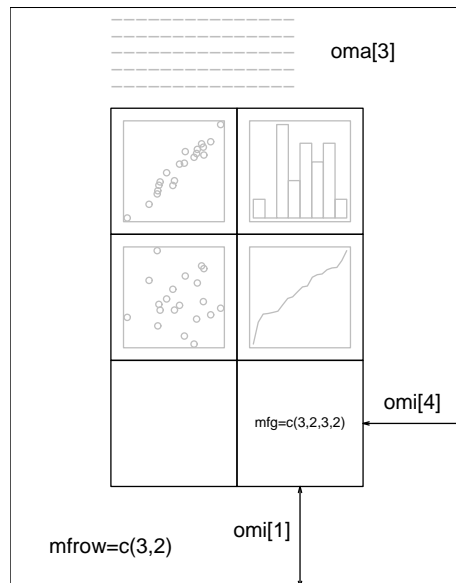 oma[3]
mfg=c(3,2,3,2)
omi[4]
omi[1]
mfrow=c(3,2)